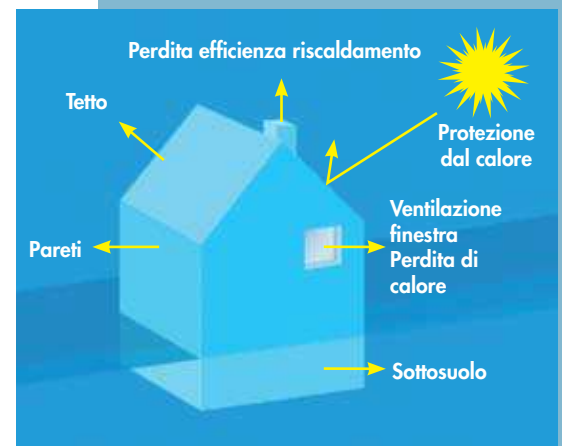 Perdita efficienza riscaldamento
Tetto
Protezione
dal calore
Ventilazione
finestra
Perdita di
calore
Pareti
Sottosuolo